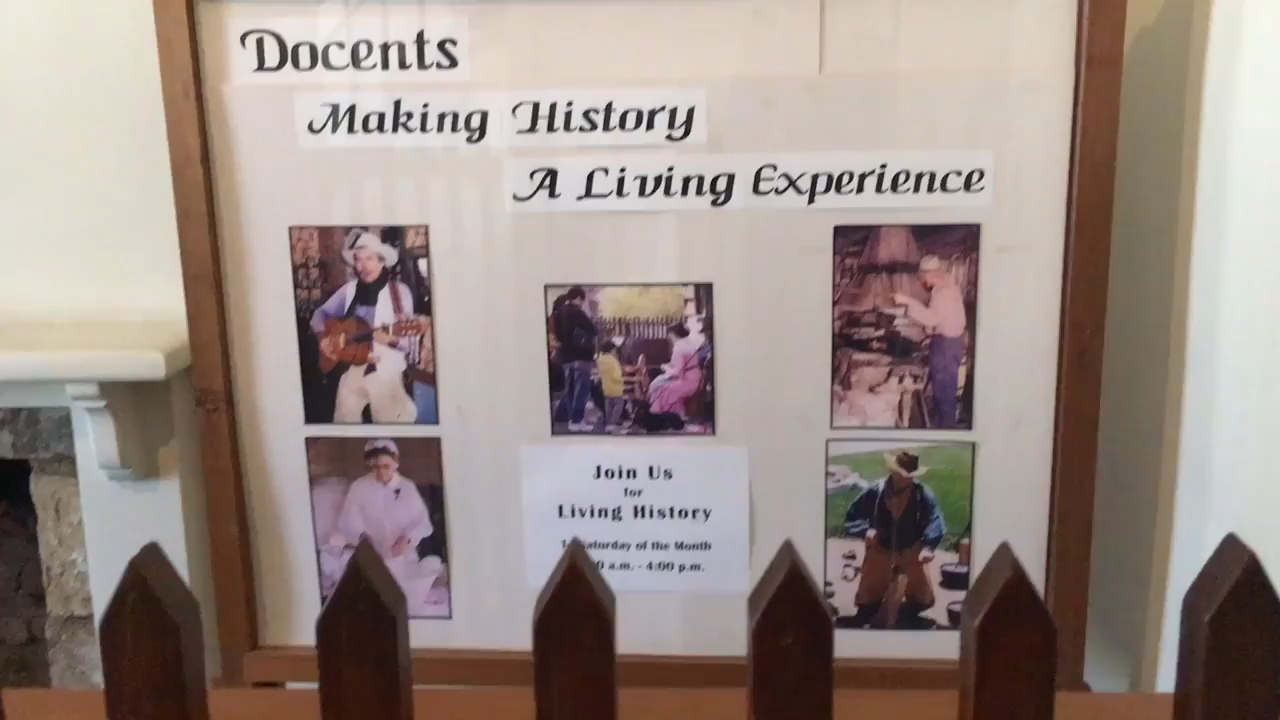 Docents
Making History
A Living Experience
Join Us
for
Living History
Saturday of the Month
a.m. - 4:00 p.m.